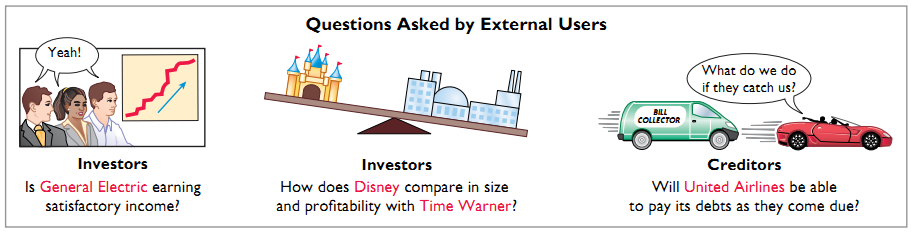 Questions Asked by External Users
Yeah!
What do we do
if they catch us?
BILL
COLLECTOR
Investors
Is General Electric earning
satisfactory income?
Investors
How does Disney compare in size
and profitability with Time Warner?
Creditors
Will United Airlines be able
to pay its debts as they come due?